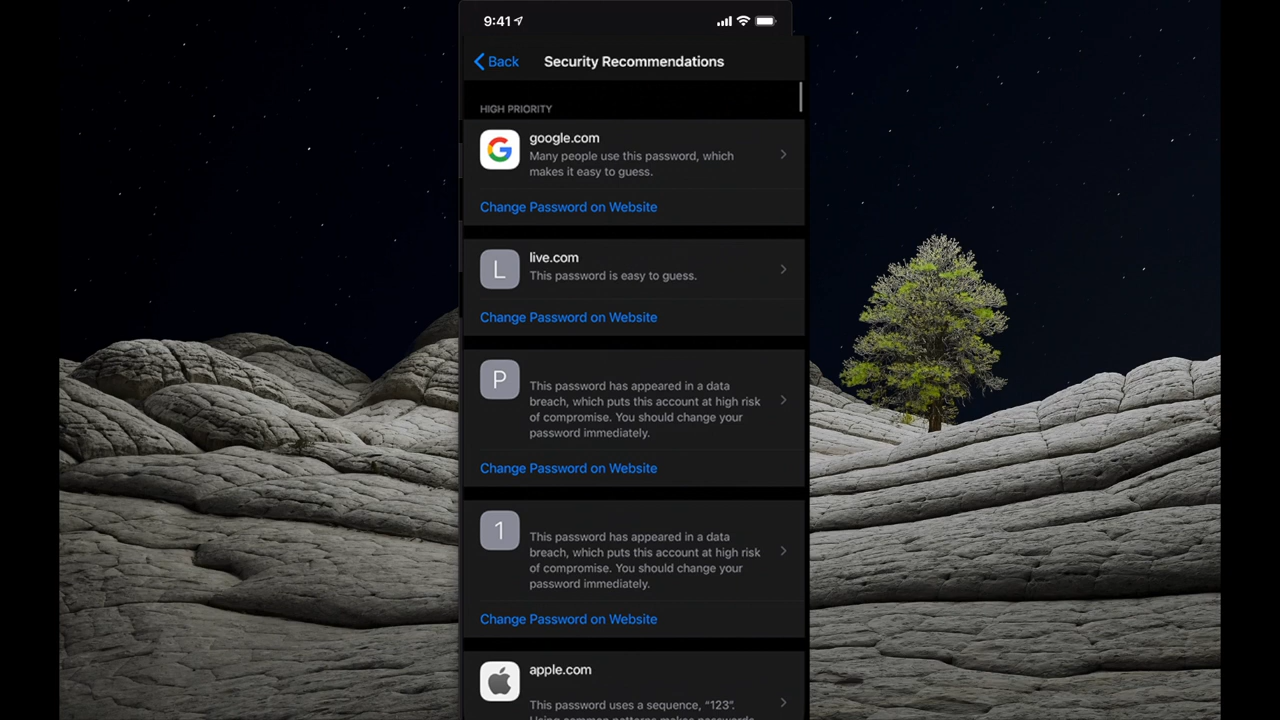 9:41
Back
Security Recommendations
HIGH PRIORITY
G
google.com
Many people use this password, which
makes it easy to guess.
Change Password on Website
L
live.com
This password is easy to guess.
Change Password on Website
P
This password has appeared in a data
breach, which puts this account at high risk
of compromise. You should change your
password immediately.
Change Password on Website
1
This password has appeared in a data
breach, which puts this account at high risk
of compromise. You should change your
password immediately.
Change Password on Website
apple.com
This password uses a sequence, “123”.
Using common patterns makes passwords